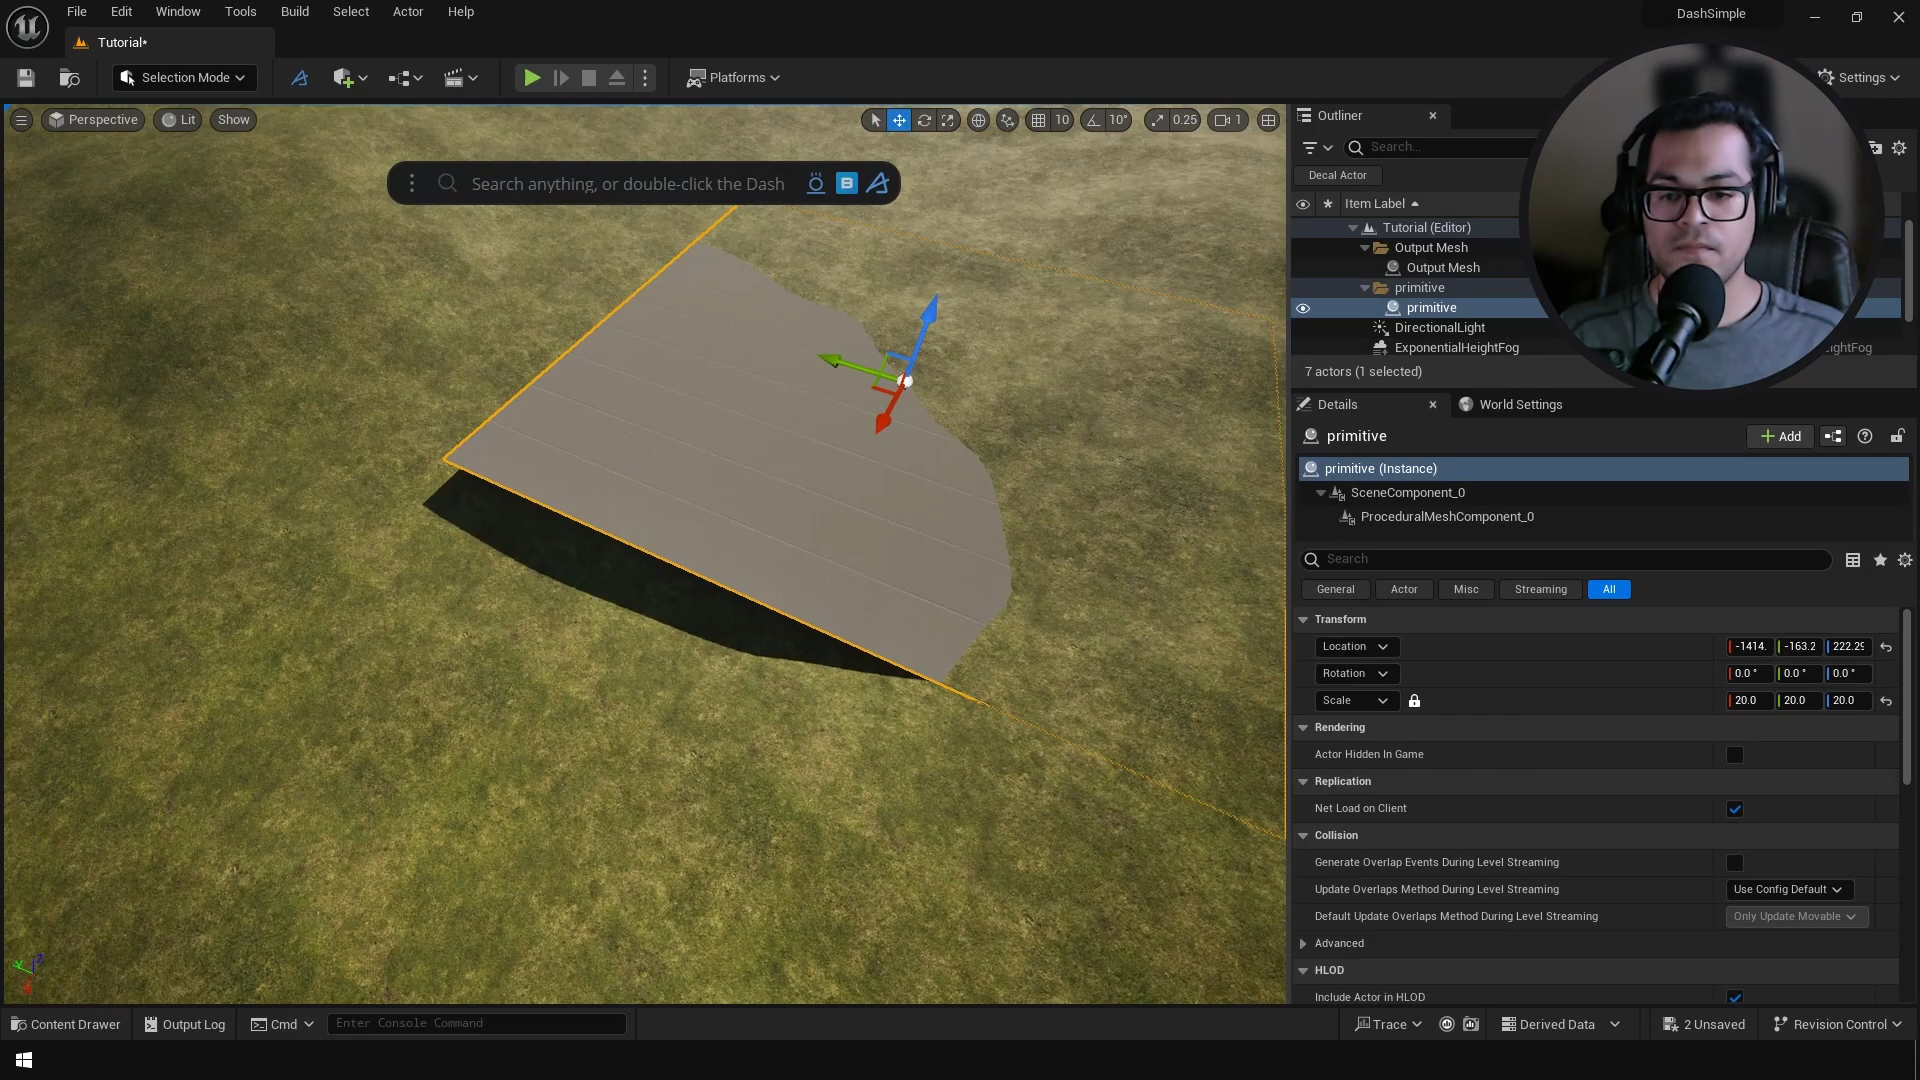 File Edit Window Tools Build Select Actor Help
DashSimple
Tutorial*
Selection Mode
Platforms
Settings
Perspective Lit Show
10 10° 0.25 1
Search anything, or double-click the Dash
Outliner
Search...
Decal Actor
Item Label
Tutorial (Editor)
Output Mesh
Output Mesh
primitive
primitive
DirectionalLight
ExponentialHeightFog
7 actors (1 selected)
Details World Settings
primitive
Add
primitive (Instance)
SceneComponent_0
ProceduralMeshComponent_0
Search
General Actor Misc Streaming All
Transform
Location -1414. -163.2 222.29
Rotation 0.0 ° 0.0 ° 0.0 °
Scale 20.0 20.0 20.0
Rendering
Actor Hidden In Game
Replication
Net Load on Client
Collision
Generate Overlap Events During Level Streaming
Update Overlaps Method During Level Streaming Use Config Default
Default Update Overlaps Method During Level Streaming Only Update Movable
Advanced
HLOD
Include Actor in HLOD
Content Drawer Output Log Cmd Enter Console Command
Trace Derived Data 2 Unsaved Revision Control